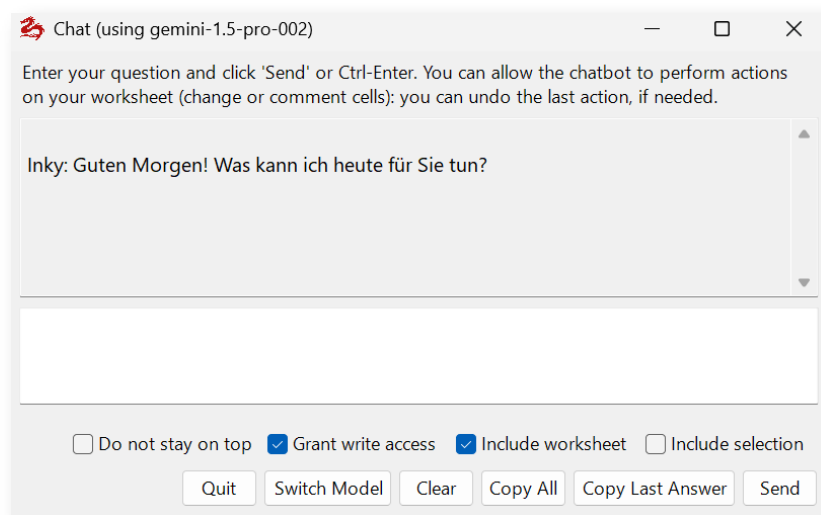 Chat (using gemini-1.5-pro-002)
Enter your question and click 'Send' or Ctrl-Enter. You can allow the chatbot to perform actions
on your worksheet (change or comment cells): you can undo the last action, if needed.
Inky: Guten Morgen! Was kann ich heute für Sie tun?
Do not stay on top Grant write access Include worksheet Include selection
Quit Switch Model Clear Copy All Copy Last Answer Send